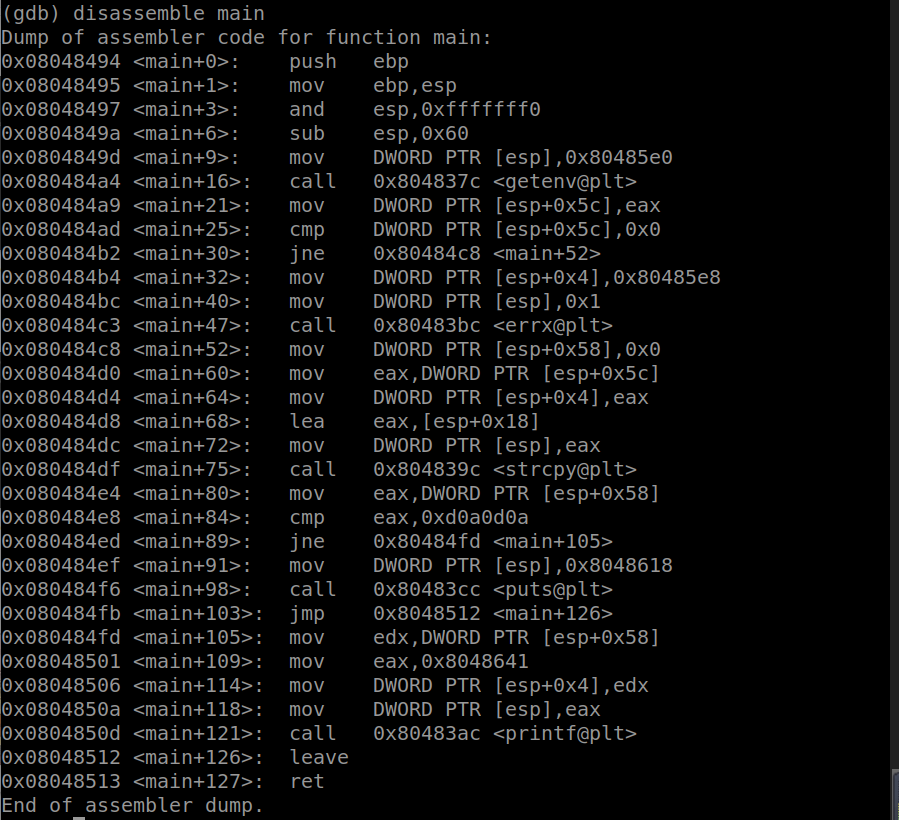 (gdb) disassemble main
Dump of assembler code for function main:
0x08048494 <main+0>:    push   ebp
0x08048495 <main+1>:    mov    ebp,esp
0x08048497 <main+3>:    and    esp,0xfffffff0
0x0804849a <main+6>:    sub    esp,0x60
0x0804849d <main+9>:    mov    DWORD PTR [esp],0x80485e0
0x080484a4 <main+16>:   call   0x804837c <getenv@plt>
0x080484a9 <main+21>:   mov    DWORD PTR [esp+0x5c],eax
0x080484ad <main+25>:   cmp    DWORD PTR [esp+0x5c],0x0
0x080484b2 <main+30>:   jne    0x80484c8 <main+52>
0x080484b4 <main+32>:   mov    DWORD PTR [esp+0x4],0x80485e8
0x080484bc <main+40>:   mov    DWORD PTR [esp],0x1
0x080484c3 <main+47>:   call   0x80483bc <errx@plt>
0x080484c8 <main+52>:   mov    DWORD PTR [esp+0x58],0x0
0x080484d0 <main+60>:   mov    eax,DWORD PTR [esp+0x5c]
0x080484d4 <main+64>:   mov    DWORD PTR [esp+0x4],eax
0x080484d8 <main+68>:   lea    eax,[esp+0x18]
0x080484dc <main+72>:   mov    DWORD PTR [esp],eax
0x080484df <main+75>:   call   0x804839c <strcpy@plt>
0x080484e4 <main+80>:   mov    eax,DWORD PTR [esp+0x58]
0x080484e8 <main+84>:   cmp    eax,0xd0a0d0a
0x080484ed <main+89>:   jne    0x80484fd <main+105>
0x080484ef <main+91>:   mov    DWORD PTR [esp],0x8048618
0x080484f6 <main+98>:   call   0x80483cc <puts@plt>
0x080484fb <main+103>:  jmp    0x8048512 <main+126>
0x080484fd <main+105>:  mov    edx,DWORD PTR [esp+0x58]
0x08048501 <main+109>:  mov    eax,0x8048641
0x08048506 <main+114>:  mov    DWORD PTR [esp+0x4],edx
0x0804850a <main+118>:  mov    DWORD PTR [esp],eax
0x0804850d <main+121>:  call   0x80483ac <printf@plt>
0x08048512 <main+126>:  leave
0x08048513 <main+127>:  ret
End of assembler dump.